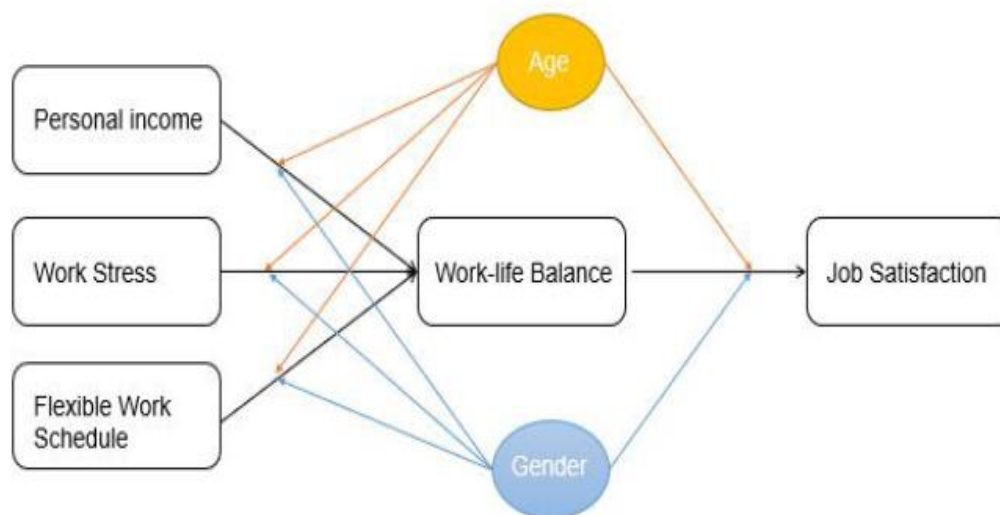 Age
Personal income
Work Stress
Work-life Balance
Job Satisfaction
Flexible Work
Schedule
Gender